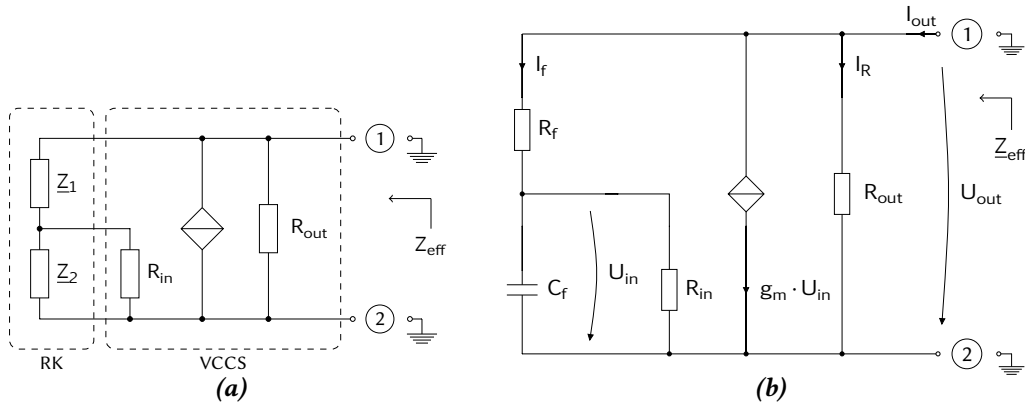 Z1
Z2
Rin
Rout
1
2
Zeff
RK
VCCS
(a)
Iout
1
If
IR
Rf
Zeff
Rout
Uout
Cf
Uin
Rin
gm · Uin
2
(b)